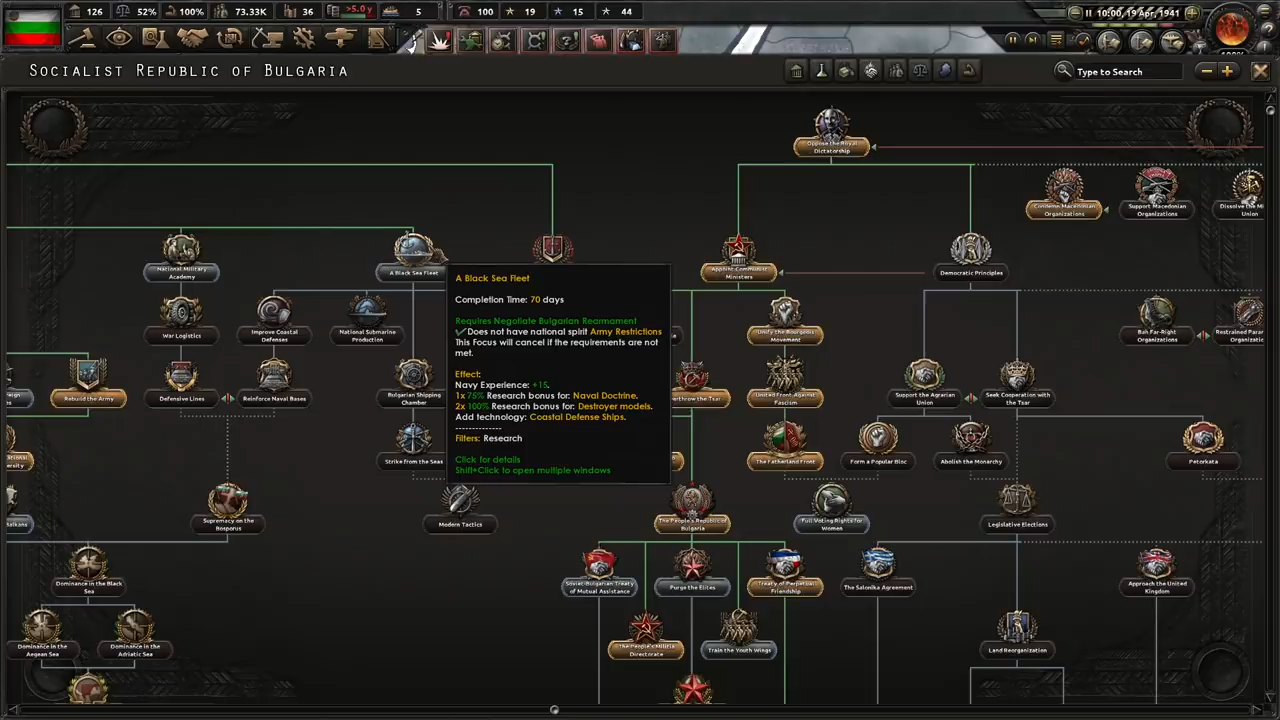 126
52%
100%
73.33K
36
>5.0 y
5
100
19
15
44
10:00, 19 Apr, 1941
Socialist Republic of Bulgaria
Type to Search
Oppose the Royal
Dictatorship
Condemn Macedonian
Organizations
Support Macedonian
Organizations
National Military
Academy
A Black Sea Fleet
Appoint Communist
Ministers
Democratic Principles
A Black Sea Fleet
Completion Time: 70 days
Requires Negotiate Bulgarian Rearmament
Does not have national spirit Army Restrictions
This Focus will cancel if the requirements are not
met.
Effect:
Navy Experience: +15.
1x 75% Research bonus for: Naval Doctrine.
2x 100% Research bonus for: Destroyer models.
Add technology: Coastal Defense Ships.
-------------
Filters: Research
Click for details
Shift+Click to open multiple windows
War Logistics
Improve Coastal
Defenses
National Submarine
Production
Unify the Bourgeois
Movement
Ban Far-Right
Organizations
Rebuild the Army
Defensive Lines
Reinforce Naval Bases
Bulgarian Shipping
Chamber
United Front Against
Fascism
Support the Agrarian
Union
Seek Cooperation with
the Tsar
Strike from the Seas
The Fatherland Front
Form a Popular Bloc
Abolish the Monarchy
Petorkata
Supremacy on the
Bosporus
Modern Tactics
The People's Republic of
Bulgaria
Full Voting Rights for
Women
Legislative Elections
Dominance in the Black
Sea
Soviet-Bulgarian Treaty
of Mutual Assistance
Purge the Elites
Treaty of Perpetual
Friendship
The Salonika Agreement
Approach the United
Kingdom
Dominance in the
Aegean Sea
Dominance in the
Adriatic Sea
The People's Militia
Directorate
Train the Youth Wings
Land Reorganization